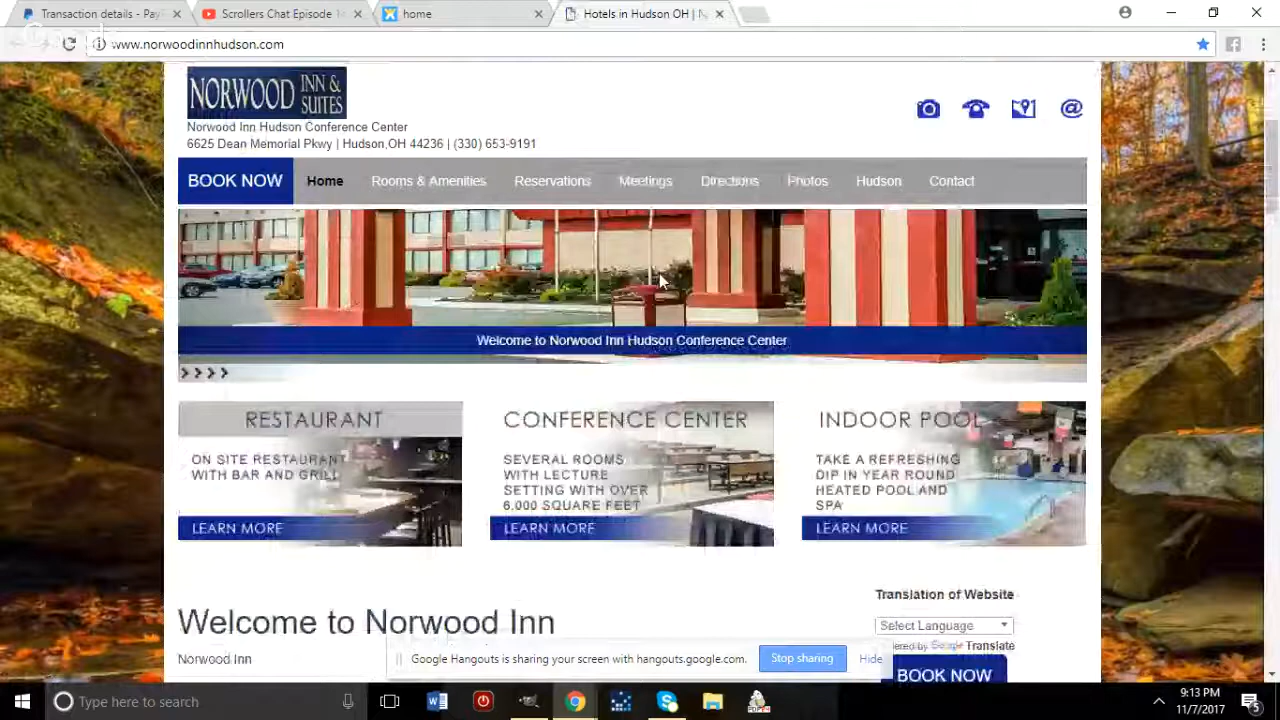 Transaction details - Pay
Scrollers Chat Episode
home
Hotels in Hudson OH | N
www.norwoodinnhudson.com
NORWOOD INN & SUITES
Norwood Inn Hudson Conference Center
6625 Dean Memorial Pkwy | Hudson,OH 44236 | (330) 653-9191
BOOK NOW Home Rooms & Amenities Reservations Meetings Directions Photos Hudson Contact
Welcome to Norwood Inn Hudson Conference Center
RESTAURANT
ON SITE RESTAURANT
WITH BAR AND GRILL
LEARN MORE
CONFERENCE CENTER
SEVERAL ROOMS
WITH LECTURE
SETTING WITH OVER
6,000 SQUARE FEET
LEARN MORE
INDOOR POOL
TAKE A REFRESHING
DIP IN YEAR ROUND
HEATED POOL AND
SPA
LEARN MORE
Translation of Website
Select Language
Google Translate
BOOK NOW
Welcome to Norwood Inn
Norwood Inn
Google Hangouts is sharing your screen with hangouts.google.com.
Stop sharing
Hide
Type here to search
9:13 PM
11/7/2017
5